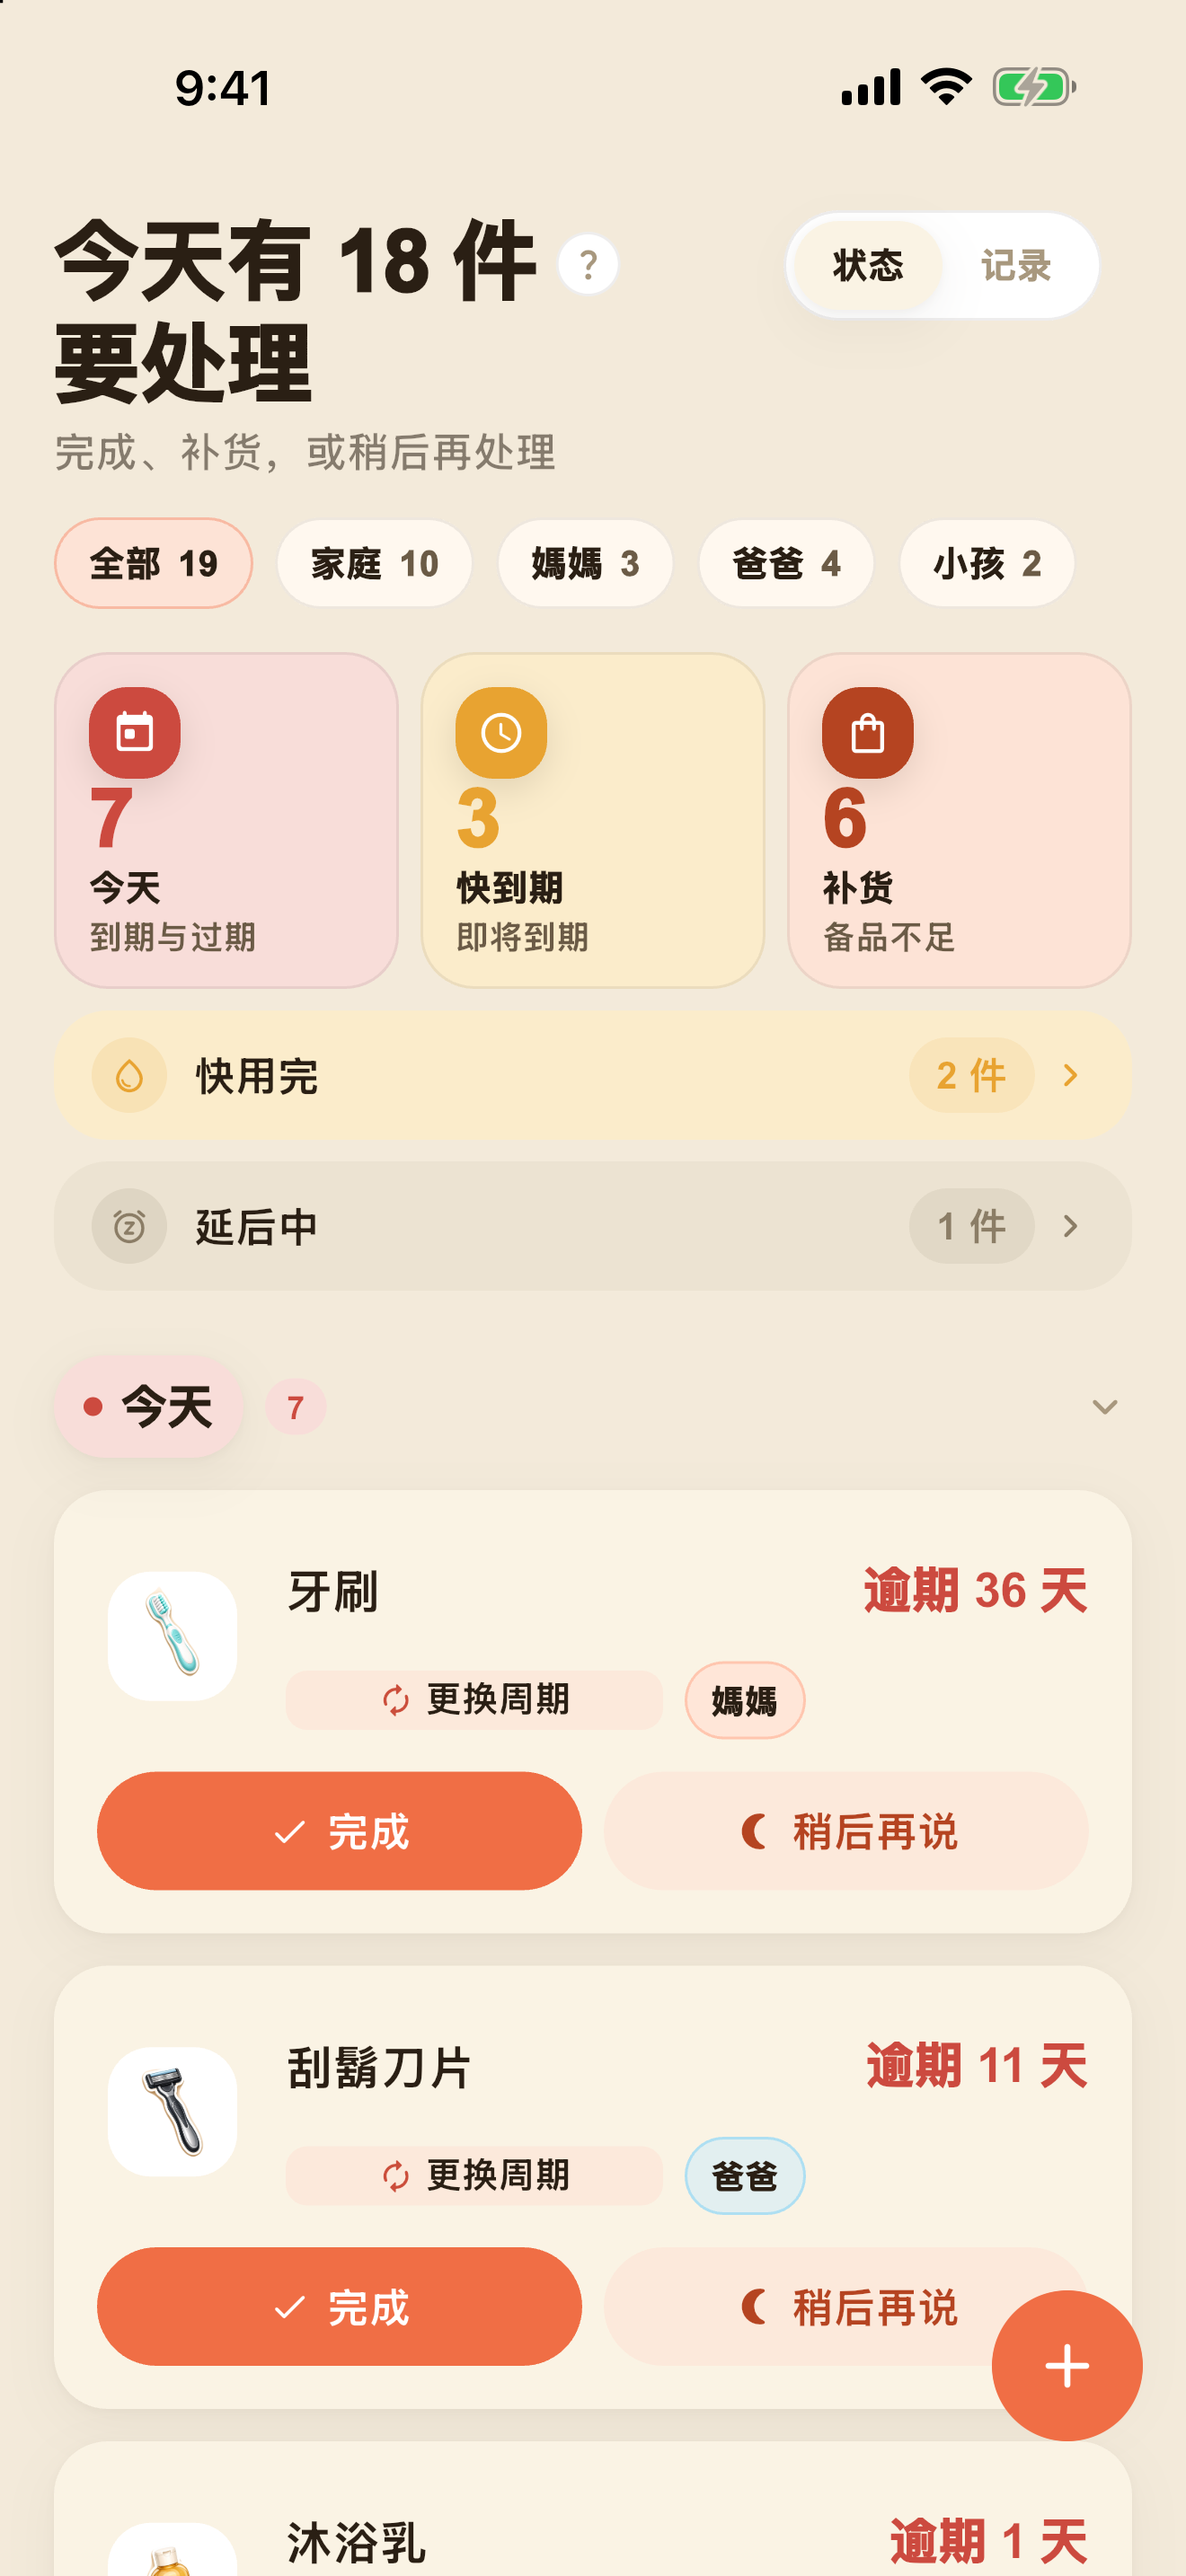 9:41
今天有 18 件
要处理
?
状态 记录
完成、补货，或稍后再处理
全部 19 家庭 10 媽媽 3 爸爸 4 小孩 2
7
今天
到期与过期
3
快到期
即将到期
6
补货
备品不足
快用完 2 件
延后中 1 件
今天 7
牙刷 逾期 36 天
更换周期 媽媽
完成 稍后再说
刮鬍刀片 逾期 11 天
更换周期 爸爸
完成 稍后再说
沐浴乳 逾期 1 天